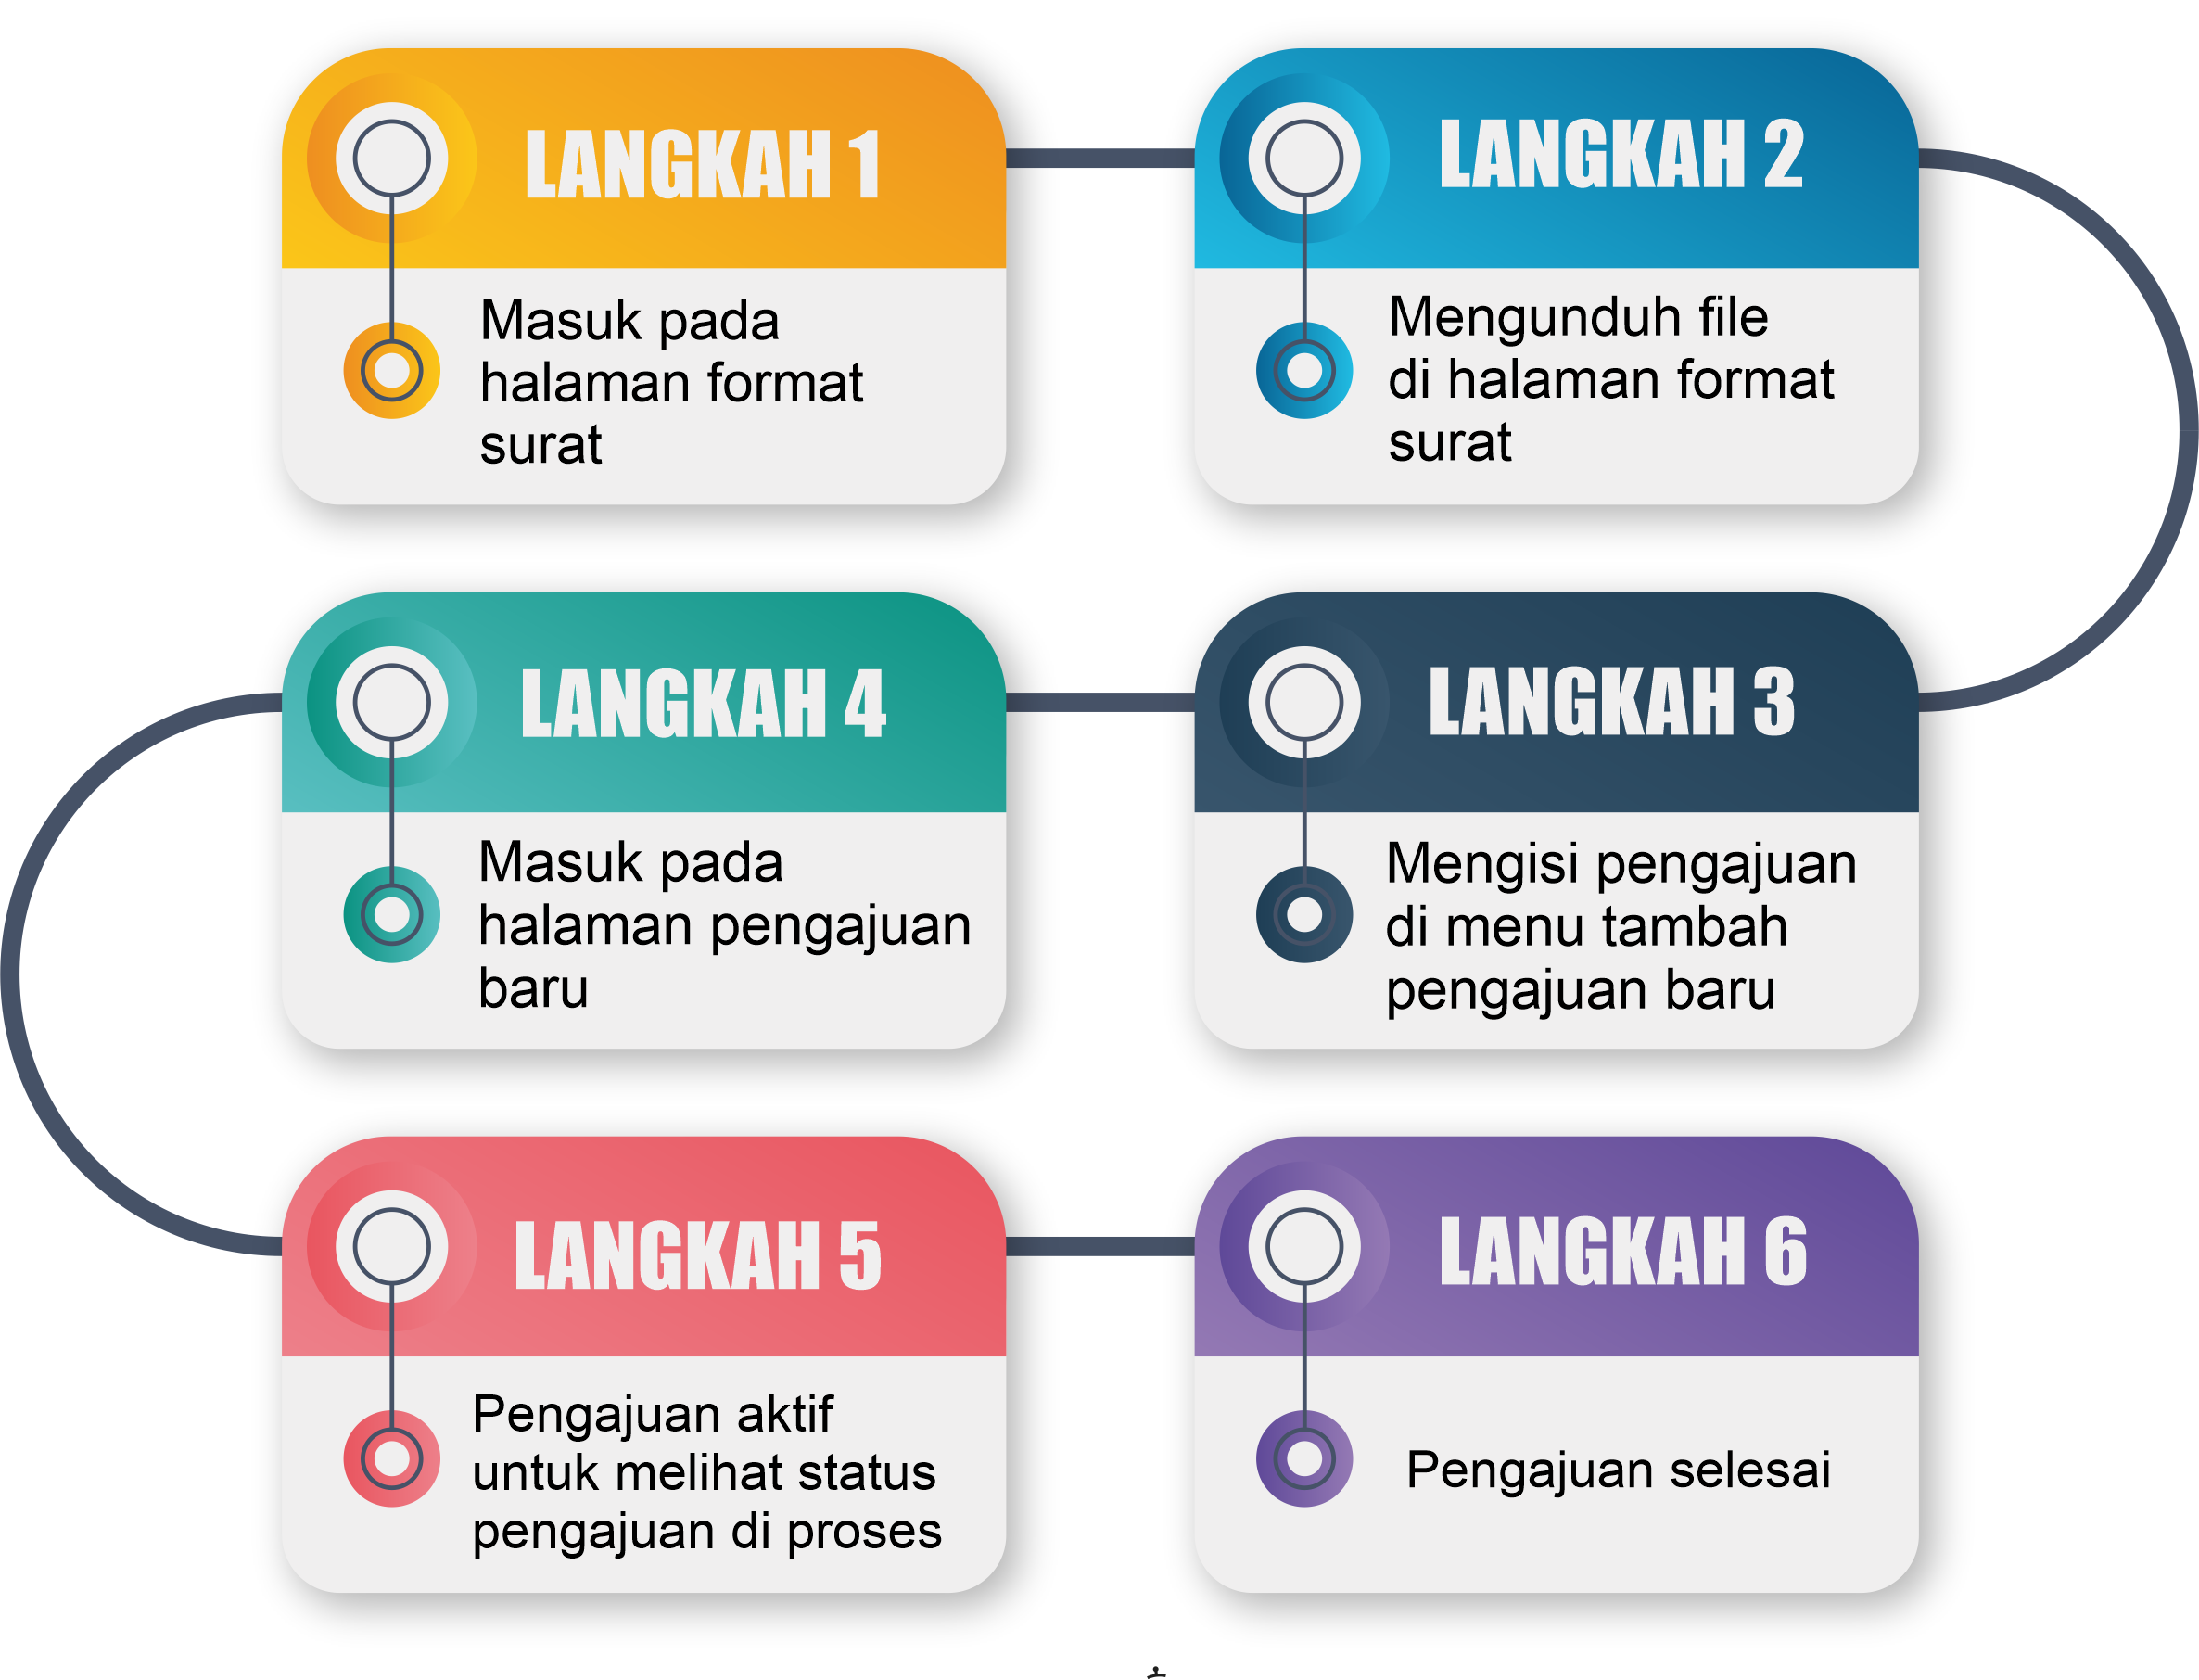 LANGKAH 1
Masuk pada
halaman format
surat
LANGKAH 2
Mengunduh file
di halaman format
surat
LANGKAH 3
Mengisi pengajuan
di menu tambah
pengajuan baru
LANGKAH 4
Masuk pada
halaman pengajuan
baru
LANGKAH 5
Pengajuan aktif
untuk melihat status
pengajuan di proses
LANGKAH 6
Pengajuan selesai